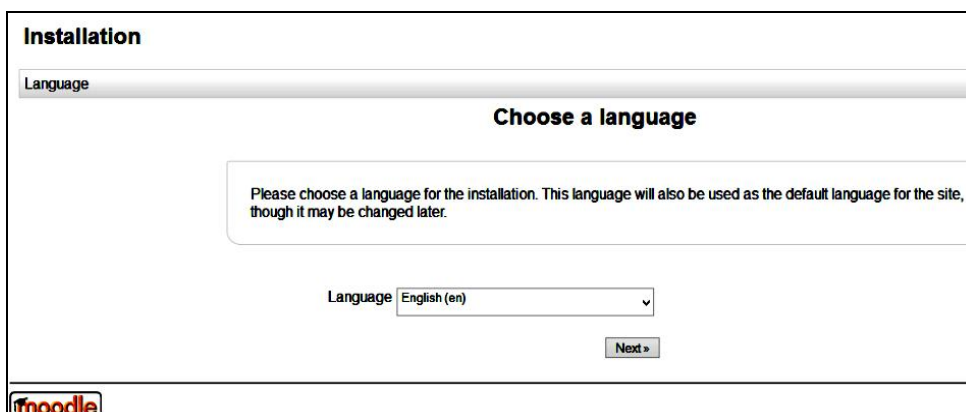 Installation
Language
Choose a language
Please choose a language for the installation. This language will also be used as the default language for the site,
though it may be changed later.
Language English (en)
Next »
moodle